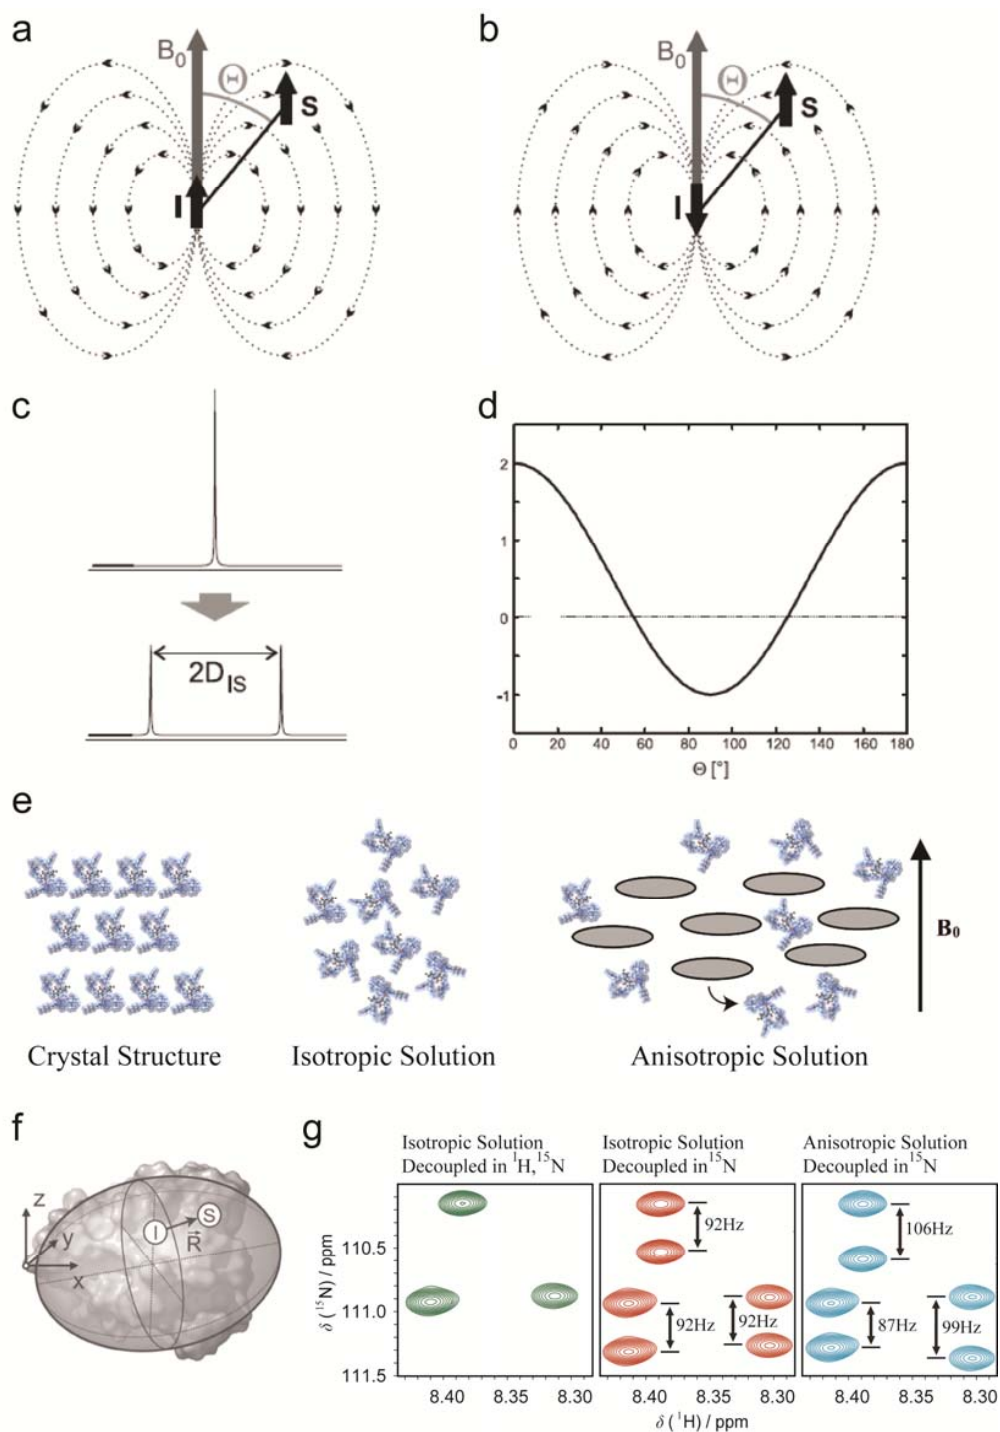 a
B0
Θ
S
I
b
B0
Θ
S
I
c
2D IS
d
2
1
0
-1
0 20 40 60 80 100 120 140 160 180
Θ [°]
e
B0
Crystal Structure
Isotropic Solution
Anisotropic Solution
f
z
y
x
I
S
R
g
Isotropic Solution
Decoupled in 1H,15N
Isotropic Solution
Decoupled in 15N
Anisotropic Solution
Decoupled in 15N
δ (15N) / ppm
110.5
111.0
111.5
92Hz
92Hz
92Hz
106Hz
87Hz
99Hz
8.40 8.35 8.30
8.40 8.35 8.30
8.40 8.35 8.30
δ (1H) / ppm